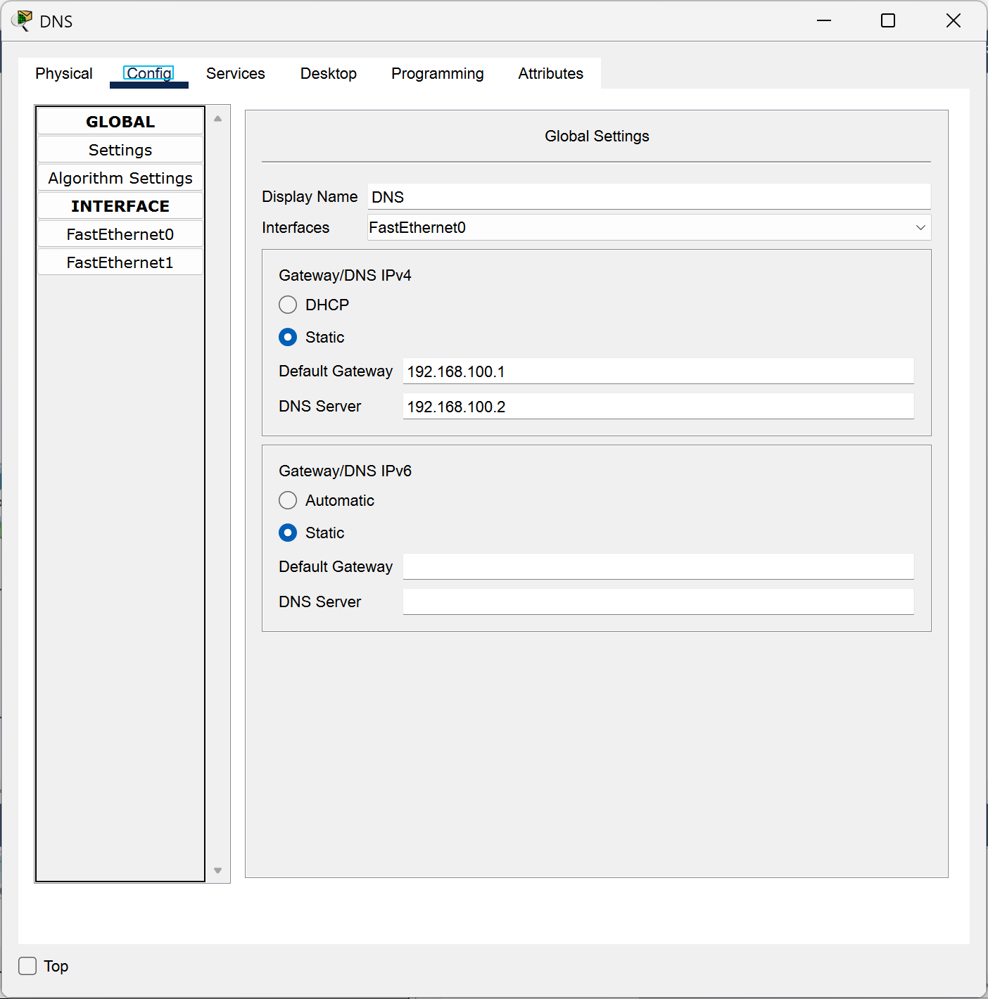 DNS
Physical Config Services Desktop Programming Attributes
GLOBAL
Settings
Algorithm Settings
INTERFACE
FastEthernet0
FastEthernet1
Global Settings
Display Name DNS
Interfaces FastEthernet0
Gateway/DNS IPv4
DHCP
Static
Default Gateway 192.168.100.1
DNS Server 192.168.100.2
Gateway/DNS IPv6
Automatic
Static
Default Gateway
DNS Server
Top